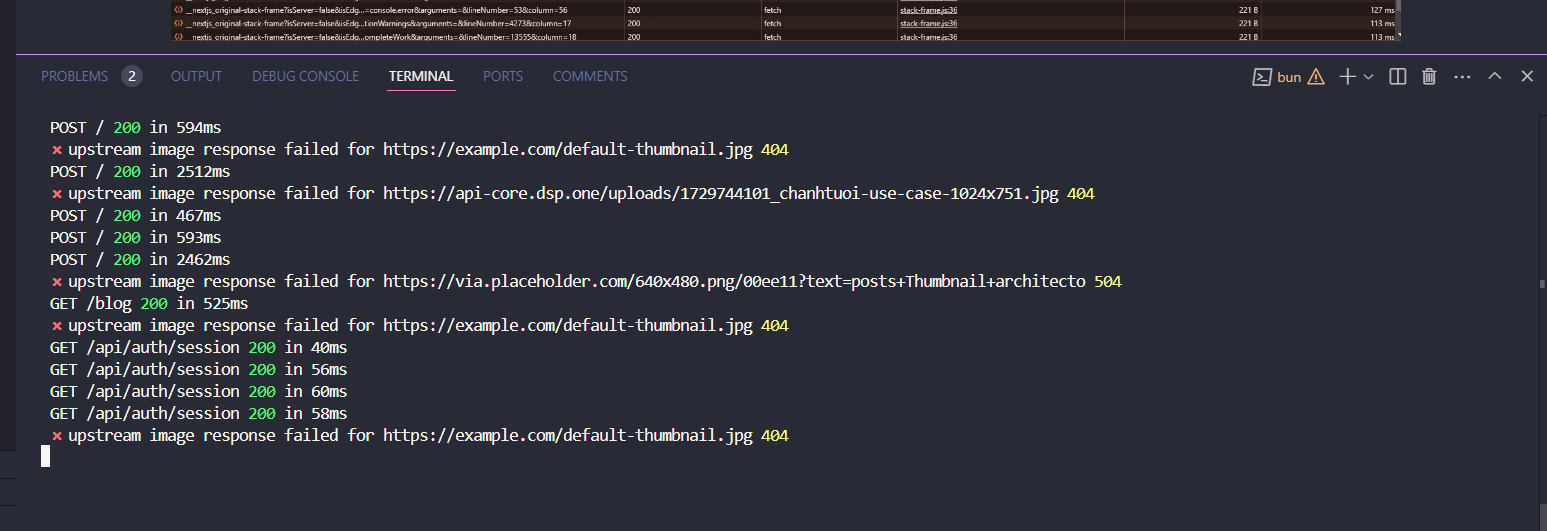 __nextjs_original-stack-frame?isServer=false&isEdg...=console.error&arguments=&lineNumber=53&column=56 200 fetch stack-frame.js:36 221 B 127 ms
__nextjs_original-stack-frame?isServer=false&isEdg...tionWarnings&arguments=&lineNumber=4273&column=17 200 fetch stack-frame.js:36 221 B 113 ms
__nextjs_original-stack-frame?isServer=false&isEdg...ompleteWork&arguments=&lineNumber=13555&column=18 200 fetch stack-frame.js:36 221 B 113 ms
PROBLEMS 2 OUTPUT DEBUG CONSOLE TERMINAL PORTS COMMENTS bun
POST / 200 in 594ms
⨯ upstream image response failed for https://example.com/default-thumbnail.jpg 404
POST / 200 in 2512ms
⨯ upstream image response failed for https://api-core.dsp.one/uploads/1729744101_chanhtuoi-use-case-1024x751.jpg 404
POST / 200 in 467ms
POST / 200 in 593ms
POST / 200 in 2462ms
⨯ upstream image response failed for https://via.placeholder.com/640x480.png/00ee11?text=posts+Thumbnail+architecto 504
GET /blog 200 in 525ms
⨯ upstream image response failed for https://example.com/default-thumbnail.jpg 404
GET /api/auth/session 200 in 40ms
GET /api/auth/session 200 in 56ms
GET /api/auth/session 200 in 60ms
GET /api/auth/session 200 in 58ms
⨯ upstream image response failed for https://example.com/default-thumbnail.jpg 404